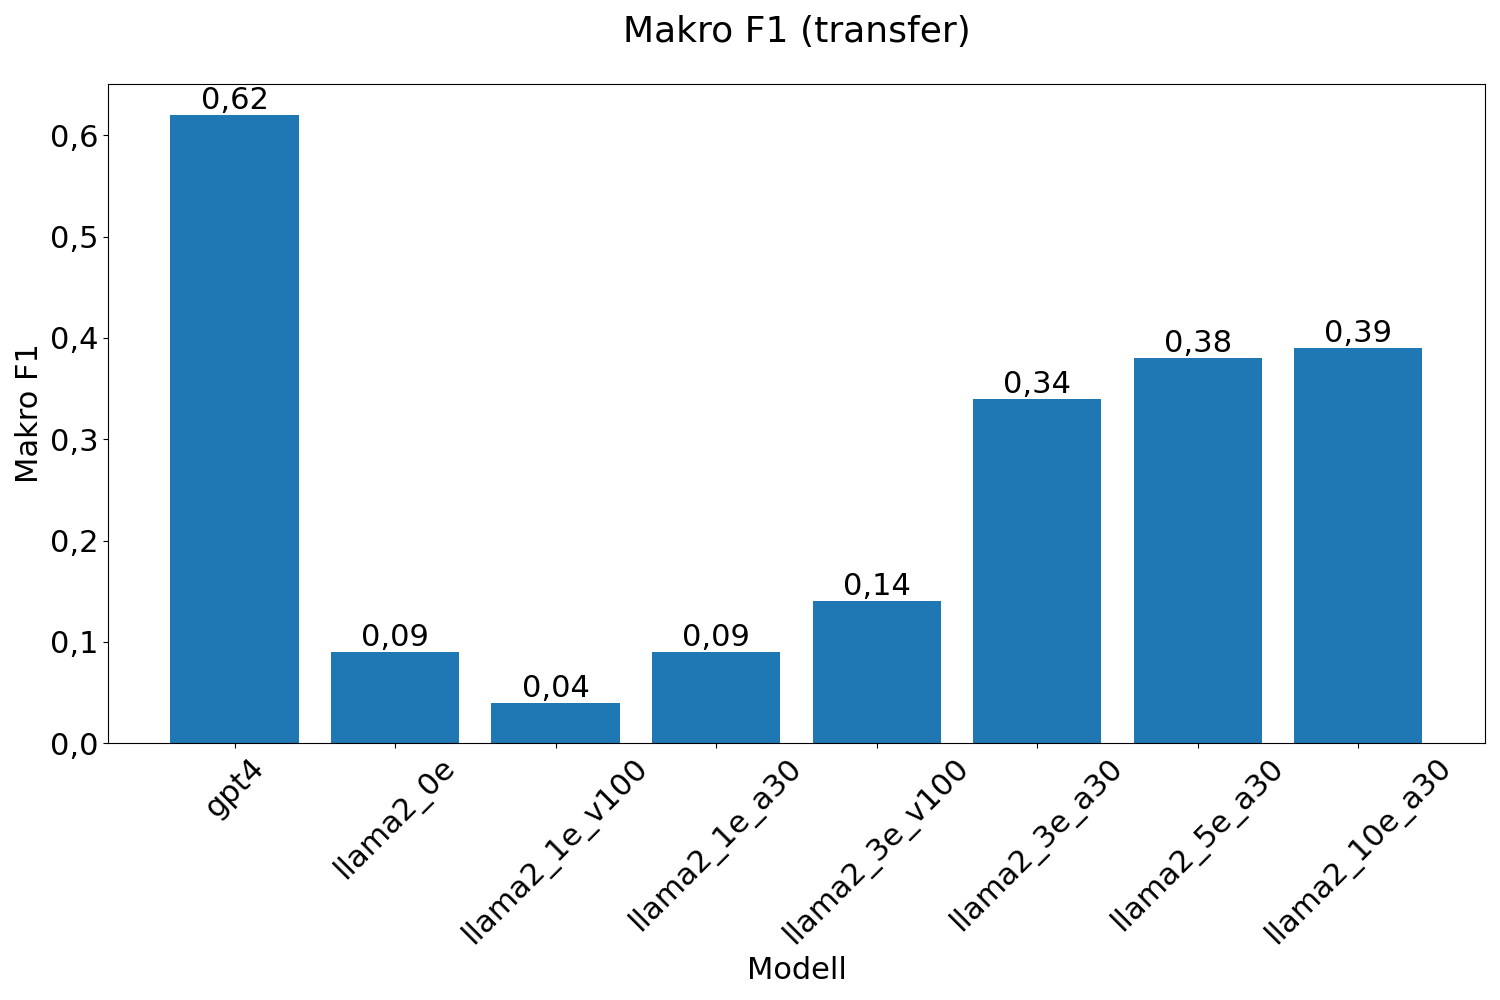 Makro F1 (transfer)
Makro F1
0,6
0,5
0,4
0,3
0,2
0,1
0,0
0,62
0,09
0,04
0,09
0,14
0,34
0,38
0,39
gpt4
llama2_0e
llama2_1e_v100
llama2_1e_a30
llama2_3e_v100
llama2_3e_a30
llama2_5e_a30
llama2_10e_a30
Modell